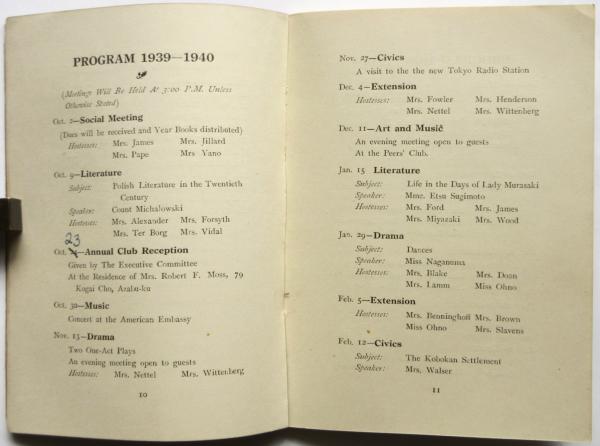 PROGRAM 1939—1940
(Meetings Will Be Held At 3:00 P.M. Unless
Otherwise Stated)
Oct. 2—Social Meeting
(Dues will be received and Year Books distributed)
Hostesses: Mrs. James Mrs. Jillard
Mrs. Pape Mrs Vano
Oct. 9—Literature
Subject: Polish Literature in the Twentieth
Century
Speaker: Count Michalowski
Hostesses: Mrs. Alexander Mrs. Forsyth
Mrs. Ter Borg Mrs. Vidal
23
Oct. —Annual Club Reception
Given by The Executive Committee
At the Residence of Mrs. Robert F. Moss, 79
Kogai Cho, Azabu-ku
Oct. 30—Music
Concert at the American Embassy
Nov. 13—Drama
Two One-Act Plays
An evening meeting open to guests
Hostesses: Mrs. Nettel Mrs. Wittenberg
10
Nov. 27—Civics
A visit to the the new Tokyo Radio Station
Dec. 4—Extension
Hostesses: Mrs. Fowler Mrs. Henderson
Mrs. Nettel Mrs. Wittenberg
Dec. 11—Art and Music
An evening meeting open to guests
At the Peers' Club.
Jan. 15 Literature
Subject: Life in the Days of Lady Murasaki
Speaker: Mme. Etsu Sugimoto
Hostesses: Mrs. Ford Mrs. James
Mrs. Miyazaki Mrs. Wood
Jan. 29—Drama
Subject: Dances
Speaker: Miss Naganuma
Hostesses: Mrs. Blake Mrs. Doan
Mrs. Lamm Miss Ohno
Feb. 5—Extension
Hostesses: Mrs. Benninghoff Mrs. Brown
Miss Ohno Mrs. Slavens
Feb. 12—Civics
Subject: The Kobokan Settlement
Speaker: Mrs. Walser
11